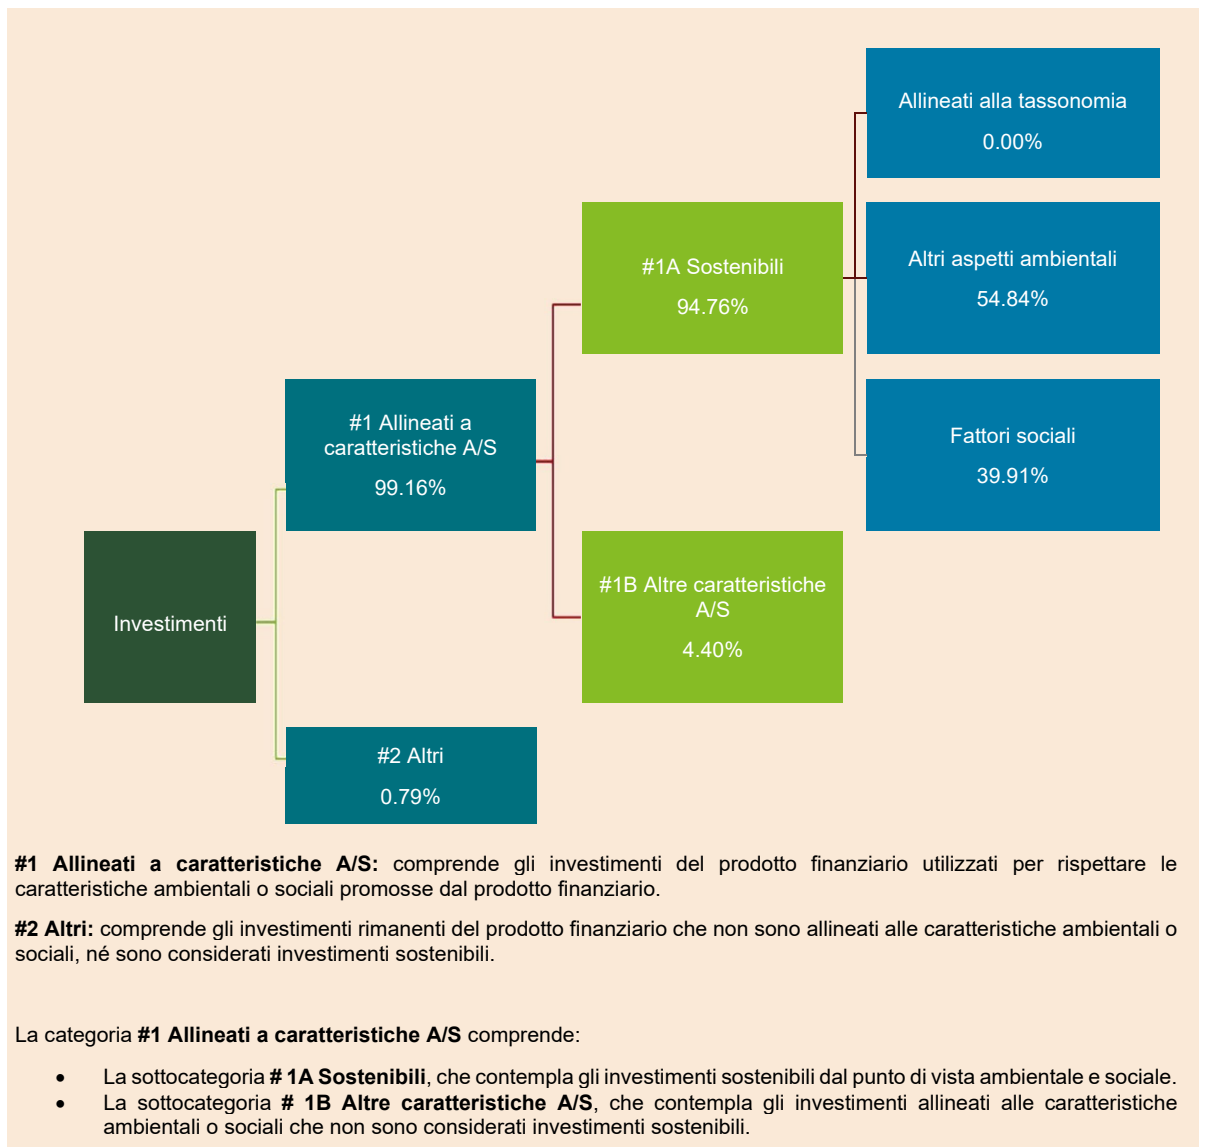 Allineati alla tassonomia
0.00%
#1A Sostenibili
94.76%
Altri aspetti ambientali
54.84%
#1 Allineati a
caratteristiche A/S
99.16%
Fattori sociali
39.91%
Investimenti
#1B Altre caratteristiche
A/S
4.40%
#2 Altri
0.79%
#1 Allineati a caratteristiche A/S: comprende gli investimenti del prodotto finanziario utilizzati per rispettare le
caratteristiche ambientali o sociali promosse dal prodotto finanziario.
#2 Altri: comprende gli investimenti rimanenti del prodotto finanziario che non sono allineati alle caratteristiche ambientali o
sociali, né sono considerati investimenti sostenibili.
La categoria #1 Allineati a caratteristiche A/S comprende:
• La sottocategoria # 1A Sostenibili, che contempla gli investimenti sostenibili dal punto di vista ambientale e sociale.
• La sottocategoria # 1B Altre caratteristiche A/S, che contempla gli investimenti allineati alle caratteristiche
ambientali o sociali che non sono considerati investimenti sostenibili.